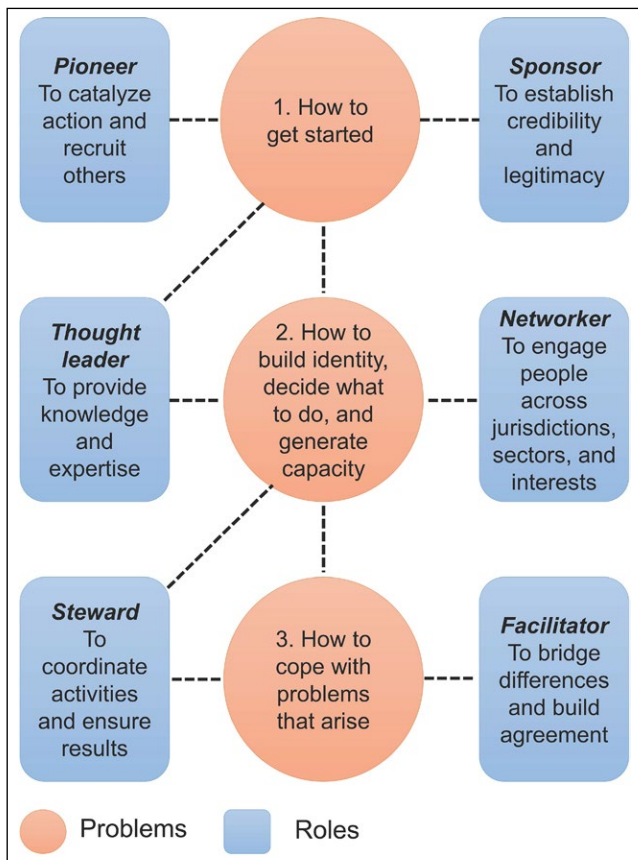 Pioneer
To catalyze
action and
recruit
others
1. How to
get started
Sponsor
To establish
credibility
and
legitimacy
Thought
leader
To provide
knowledge
and
expertise
2. How to
build identity,
decide what
to do, and
generate
capacity
Networker
To engage
people
across
jurisdictions,
sectors, and
interests
Steward
To
coordinate
activities
and ensure
results
3. How to
cope with
problems
that arise
Facilitator
To bridge
differences
and build
agreement
Problems
Roles